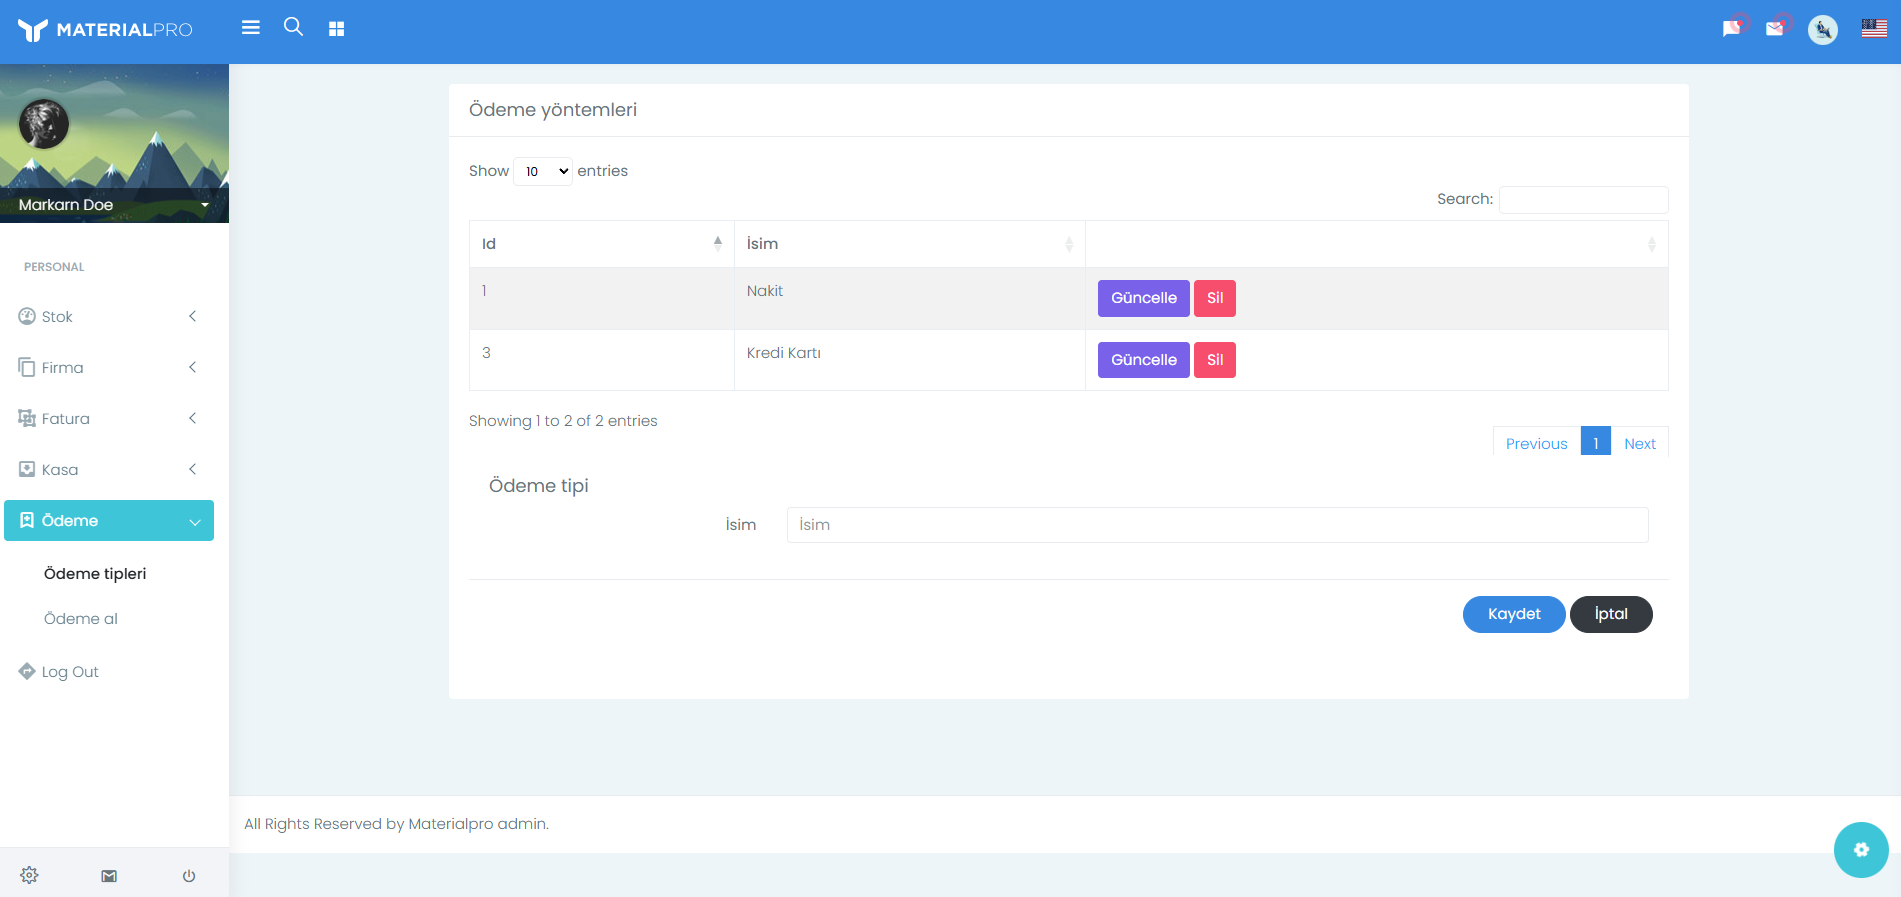 MATERIALPRO
Markarn Doe
PERSONAL
Stok
Firma
Fatura
Kasa
Ödeme
Ödeme tipleri
Ödeme al
Log Out
Ödeme yöntemleri
Show 10 entries
Search:
Id İsim
1 Nakit Güncelle Sil
3 Kredi Kartı Güncelle Sil
Showing 1 to 2 of 2 entries
Previous 1 Next
Ödeme tipi
İsim İsim
Kaydet İptal
All Rights Reserved by Materialpro admin.